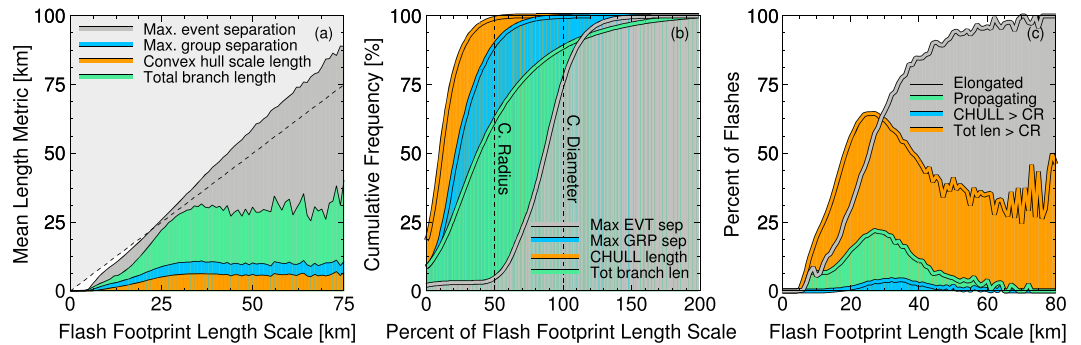 (a)
Max. event separation
Max. group separation
Convex hull scale length
Total branch length
Mean Length Metric [km]
100
75
50
25
0
0
25
50
75
Flash Footprint Length Scale [km]
(b)
C. Radius
C. Diameter
Max EVT sep
Max GRP sep
CHULL length
Tot branch len
Cumulative Frequency [%]
100
75
50
25
0
0
50
100
150
200
Percent of Flash Footprint Length Scale
(c)
Elongated
Propagating
CHULL > CR
Tot len > CR
Percent of Flashes
100
75
50
25
0
0
20
40
60
80
Flash Footprint Length Scale [km]